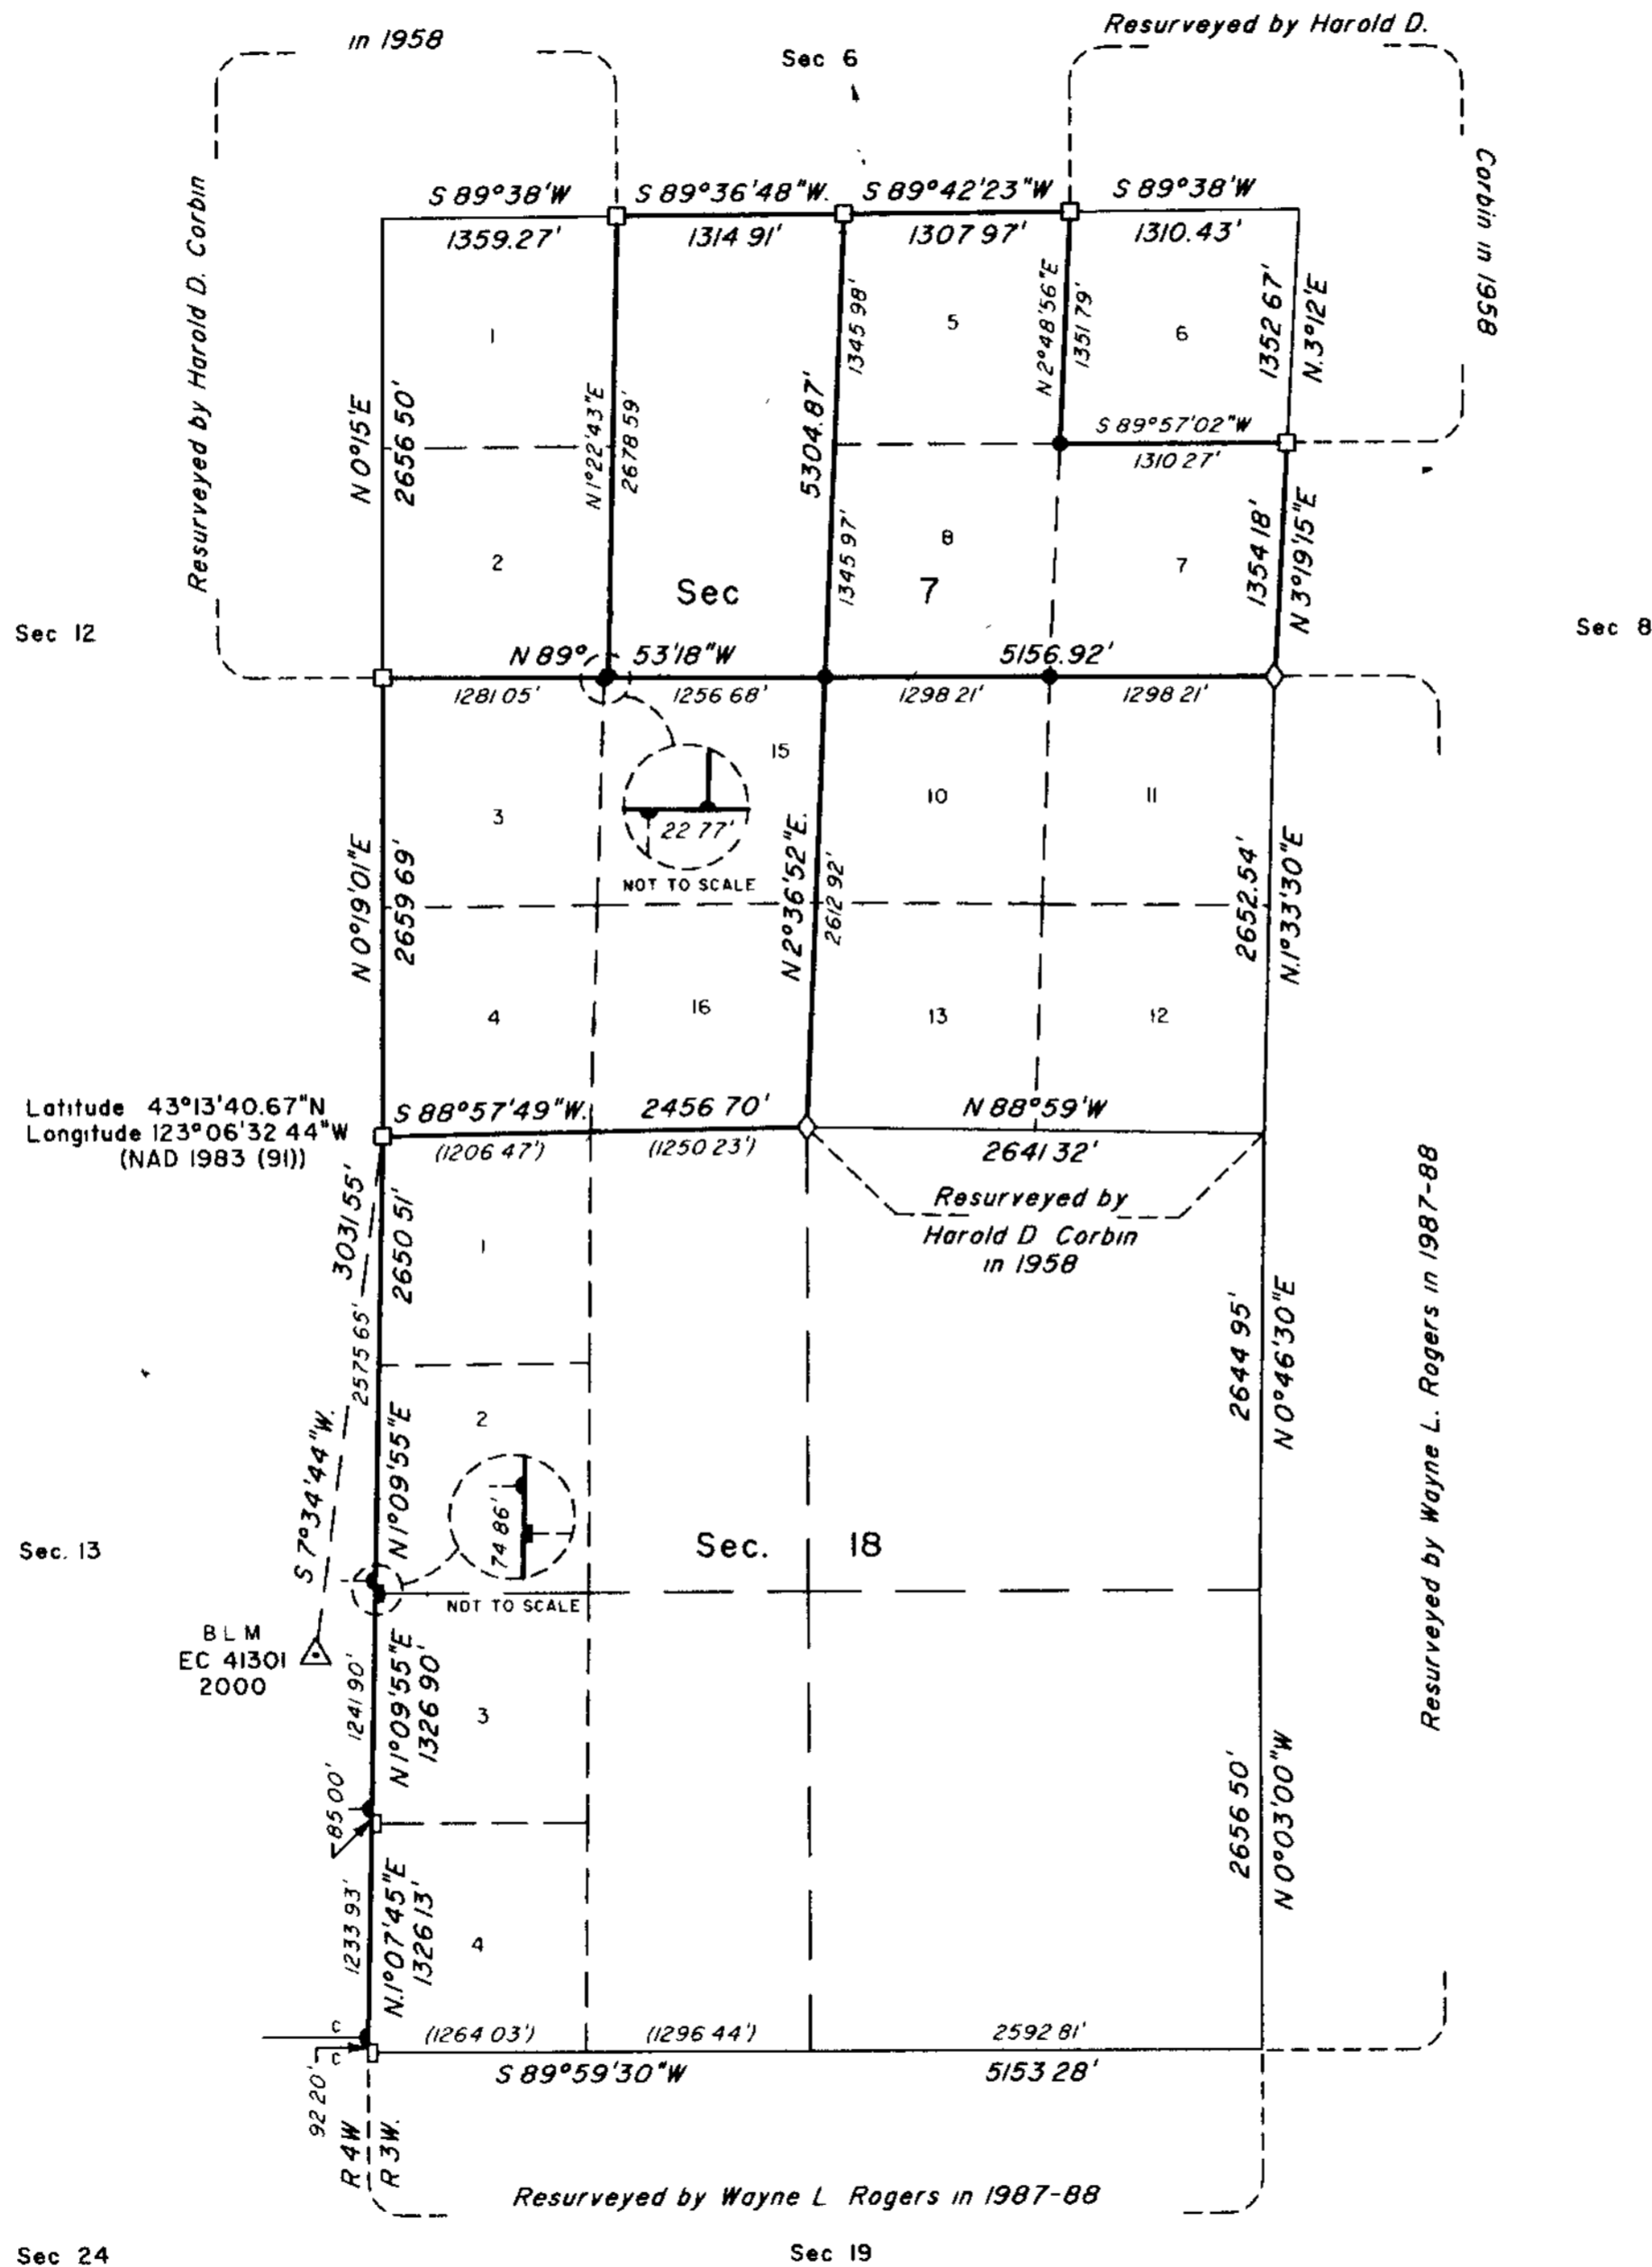 in 1958
Resurveyed by Harold D.
Sec 6
Corbin in 1958
Resurveyed by Harold D. Corbin
S 89°38'W
S 89°36'48"W.
S 89°42'23"W
S 89°38'W
1359.27'
1314 91'
1307 97'
1310.43'
N 0°15'E
2656 50'
1
2
N 1°22'43"E
2678 59'
5304.87'
1345 98'
1345 97'
5
N 2°48'56"E
1351 79'
6
1352 67'
N.3°12'E
S 89°57'02"W
1310 27'
8
7
1354 18'
N 3°19'15"E
Sec 7
Sec 12
Sec 8
N 89° 53'18"W
5156.92'
1281 05'
1256 68'
1298 21'
1298 21'
15
22 77'
NOT TO SCALE
3
10
11
N 0°19'01"E
2659 69'
N 2°36'52"E.
2612 92'
2652.54'
N.1°33'30"E
4
16
13
12
Latitude 43°13'40.67"N
Longitude 123°06'32 44"W
(NAD 1983 (91))
S 88°57'49"W.
2456 70'
N 88°59'W
(1206 47')
(1250 23')
2641 32'
Resurveyed by
Harold D Corbin
in 1958
3031 55'
2650 51'
1
2575 65'
2
S 7°34'44"W.
N 1°09'55"E
74 86'
NOT TO SCALE
Sec. 18
2644 95'
N 0°46'30"E
Resurveyed by Wayne L. Rogers in 1987-88
Sec. 13
B L M
EC 41301
2000
1241 90'
N 1°09'55"E
1326 90'
3
85 00'
2656 50'
N 0°03'00"W
1233 93'
N.1°07'45"E
1326 13'
4
C
C
92 20'
(1264 03')
(1296 44')
2592 81'
S 89°59'30"W
5153 28'
R 4W
R 3W.
Resurveyed by Wayne L Rogers in 1987-88
Sec 24
Sec 19